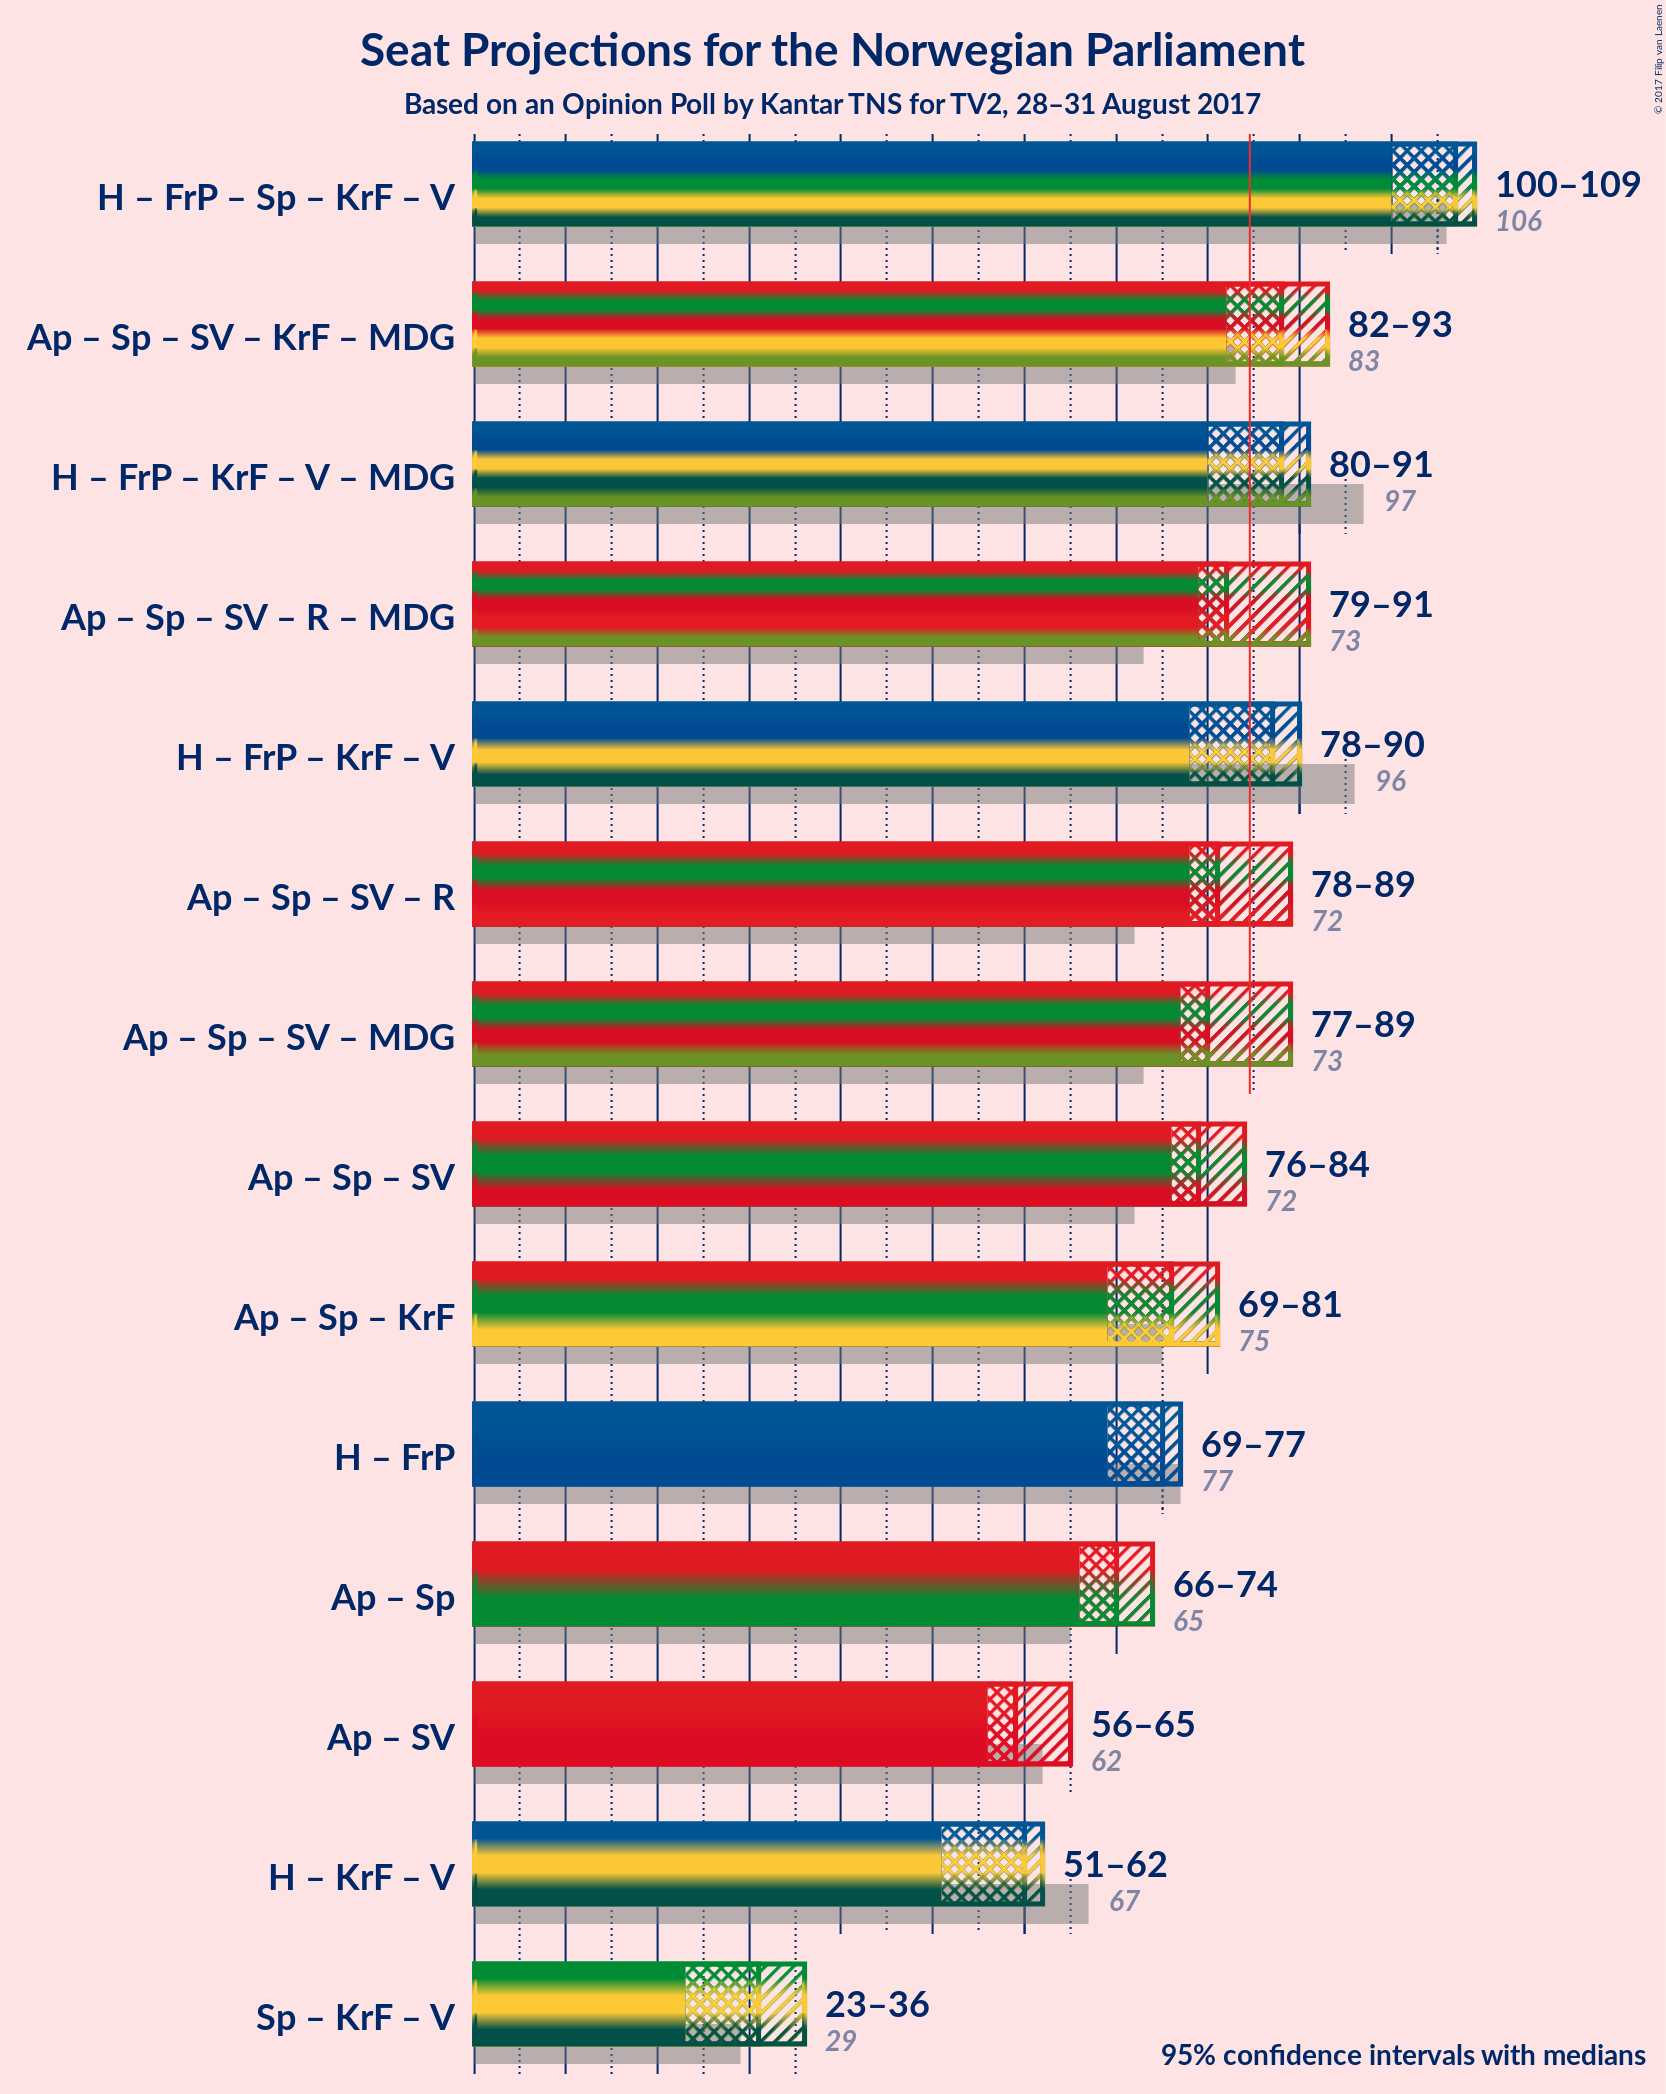 Seat Projections for the Norwegian Parliament
Based on an Opinion Poll by Kantar TNS for TV2, 28–31 August 2017
© 2017 Filip van Laenen
H – FrP – Sp – KrF – V
100–109
106
Ap – Sp – SV – KrF – MDG
82–93
83
H – FrP – KrF – V – MDG
80–91
97
Ap – Sp – SV – R – MDG
79–91
73
H – FrP – KrF – V
78–90
96
Ap – Sp – SV – R
78–89
72
Ap – Sp – SV – MDG
77–89
73
Ap – Sp – SV
76–84
72
Ap – Sp – KrF
69–81
75
H – FrP
69–77
77
Ap – Sp
66–74
65
Ap – SV
56–65
62
H – KrF – V
51–62
67
Sp – KrF – V
23–36
29
95% confidence intervals with medians